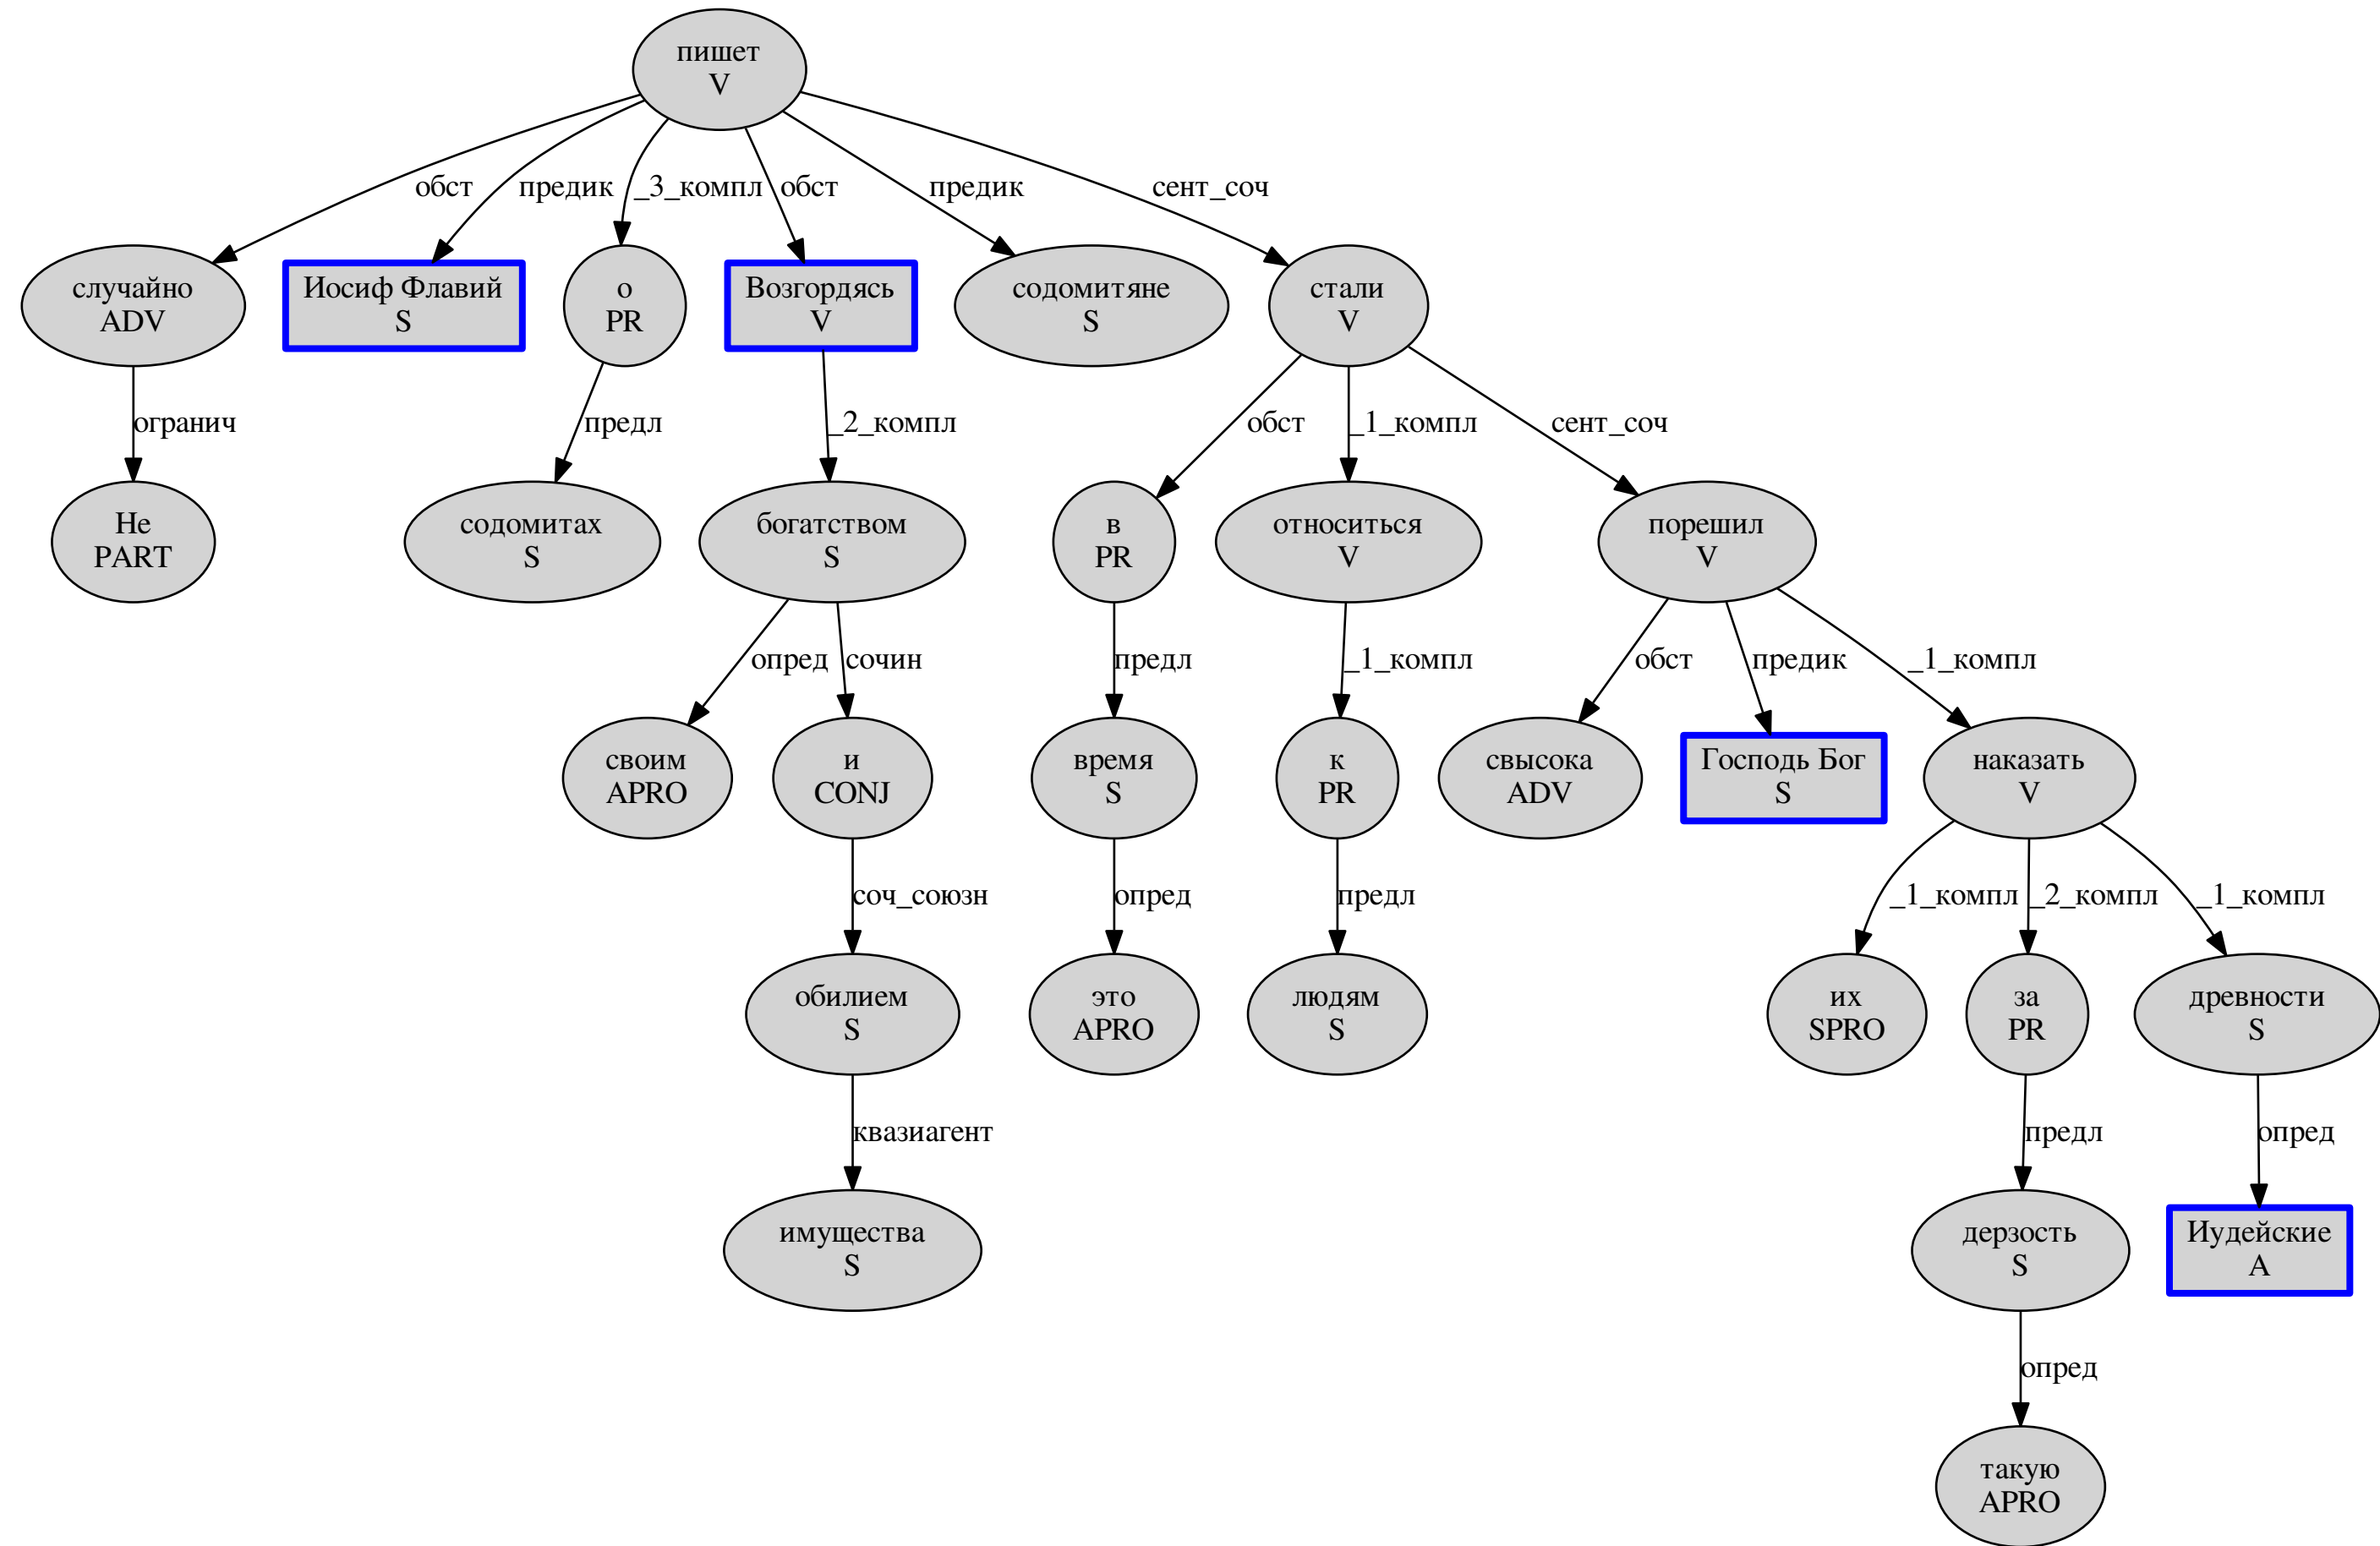 пишет
V
обст
предик
_3_компл
обст
предик
сент_соч
случайно
ADV
Иосиф Флавий
S
о
PR
Возгордясь
V
содомитяне
S
стали
V
огранич
предл
_2_компл
обст
_1_компл
сент_соч
Не
PART
содомитах
S
богатством
S
в
PR
относиться
V
порешил
V
опред
сочин
предл
_1_компл
обст
предик
_1_компл
своим
APRO
и
CONJ
время
S
к
PR
свысока
ADV
Господь Бог
S
наказать
V
соч_союзн
опред
предл
_1_компл
_2_компл
_1_компл
обилием
S
это
APRO
людям
S
их
SPRO
за
PR
древности
S
квазиагент
предл
опред
имущества
S
дерзость
S
Иудейские
A
опред
такую
APRO